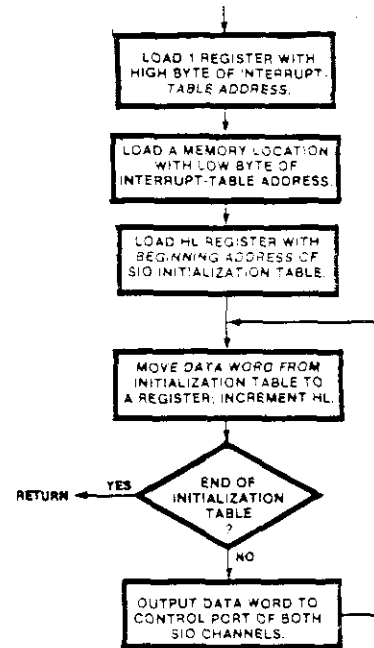 LOAD 1 REGISTER WITH
HIGH BYTE OF INTERRUPT-
TABLE ADDRESS.
LOAD A MEMORY LOCATION
WITH LOW BYTE OF
INTERRUPT-TABLE ADDRESS.
LOAD HL REGISTER WITH
BEGINNING ADDRESS OF
SIO INITIALIZATION TABLE.
MOVE DATA WORD FROM
INITIALIZATION TABLE TO
A REGISTER; INCREMENT HL.
RETURN
YES
END OF
INITIALIZATION
TABLE
?
NO
OUTPUT DATA WORD TO
CONTROL PORT OF BOTH
SIO CHANNELS.